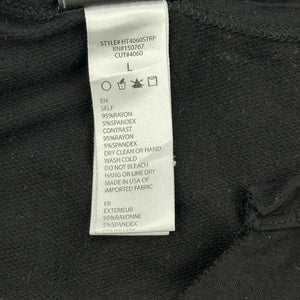 STYLE# HT4060STRP
RN#150767
CUT#4060
L
EN
SELF
95%RAYON
5%SPANDEX
CONTRAST
95%RAYON
5%SPANDEX
DRY CLEAN OR HAND
WASH COLD
DO NOT BLEACH
HAND OR LINE DRY
MADE IN USA OF
IMPORTED FABRIC
FR
EXTERIEUR
95%RAYONNE
5%SPANDEX
CONTRASTE